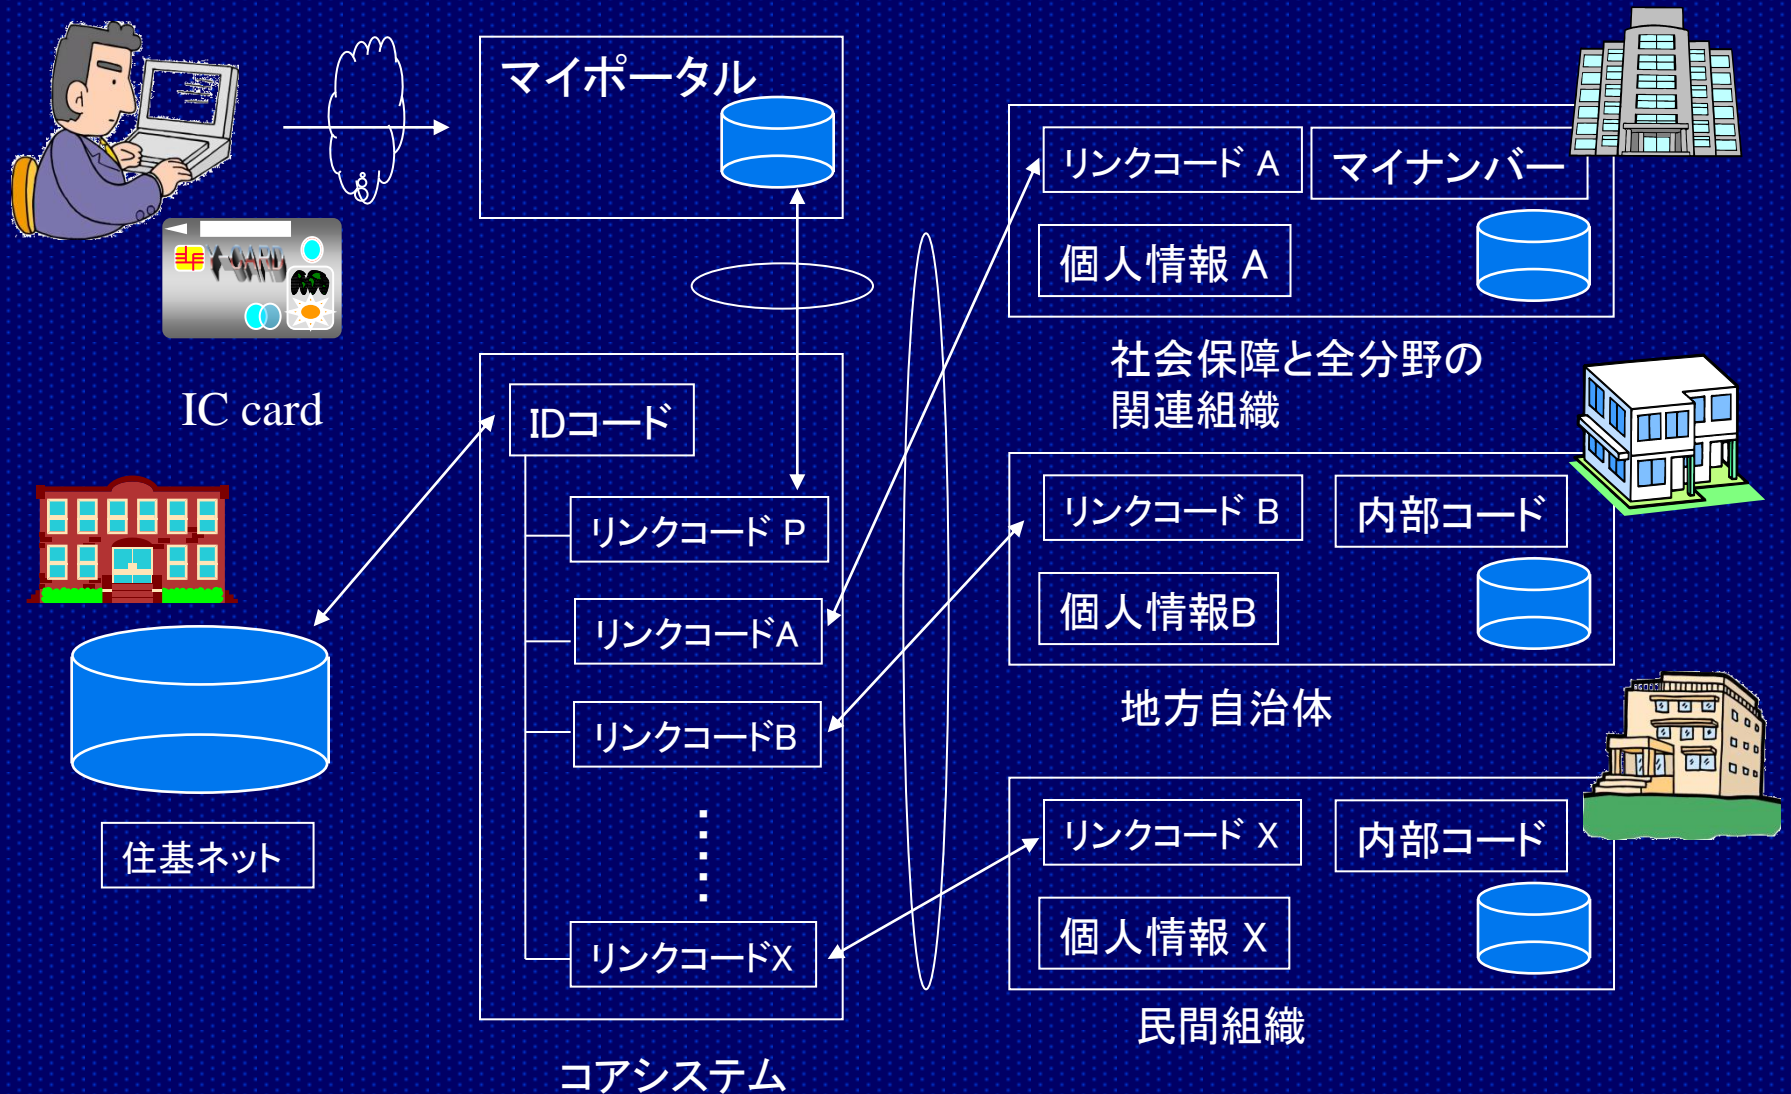 マイポータル
IC card
住基ネット
IDコード
リンクコード P
リンクコードA
リンクコードB
リンクコードX
コアシステム
リンクコード A
マイナンバー
個人情報 A
社会保障と全分野の
関連組織
リンクコード B
内部コード
個人情報B
地方自治体
リンクコード X
内部コード
個人情報 X
民間組織